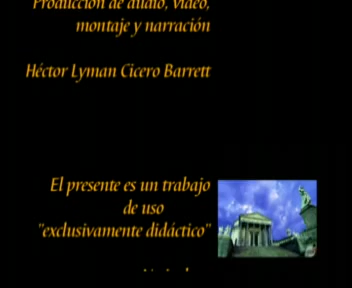 Producción de audio, video,
montaje y narración
Héctor Lyman Cicero Barrett
El presente es un trabajo
de uso
"exclusivamente didáctico"